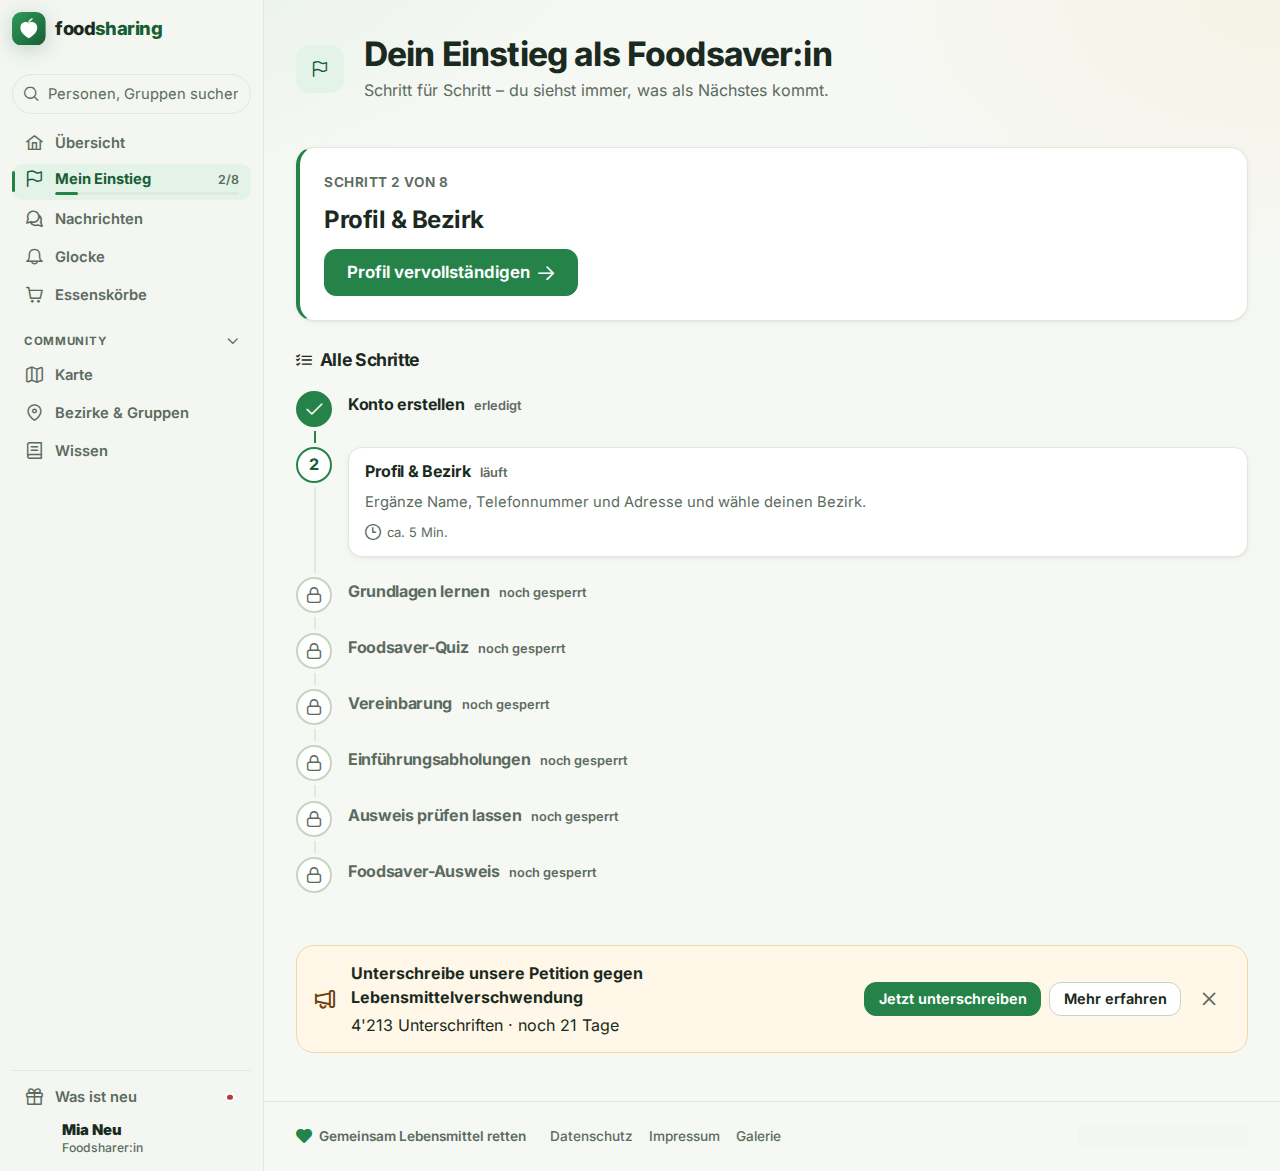 foodsharing
Personen, Gruppen sucher
Übersicht
Mein Einstieg 2/8
Nachrichten
Glocke
Essenskörbe
COMMUNITY
Karte
Bezirke & Gruppen
Wissen
Was ist neu
Mia Neu
Foodsharer:in
Dein Einstieg als Foodsaver:in
Schritt für Schritt – du siehst immer, was als Nächstes kommt.
SCHRITT 2 VON 8
Profil & Bezirk
Profil vervollständigen →
Alle Schritte
Konto erstellen erledigt
2 Profil & Bezirk läuft
Ergänze Name, Telefonnummer und Adresse und wähle deinen Bezirk.
ca. 5 Min.
Grundlagen lernen noch gesperrt
Foodsaver-Quiz noch gesperrt
Vereinbarung noch gesperrt
Einführungsabholungen noch gesperrt
Ausweis prüfen lassen noch gesperrt
Foodsaver-Ausweis noch gesperrt
Unterschreibe unsere Petition gegen
Lebensmittelverschwendung
4'213 Unterschriften · noch 21 Tage
Jetzt unterschreiben Mehr erfahren
Gemeinsam Lebensmittel retten Datenschutz Impressum Galerie